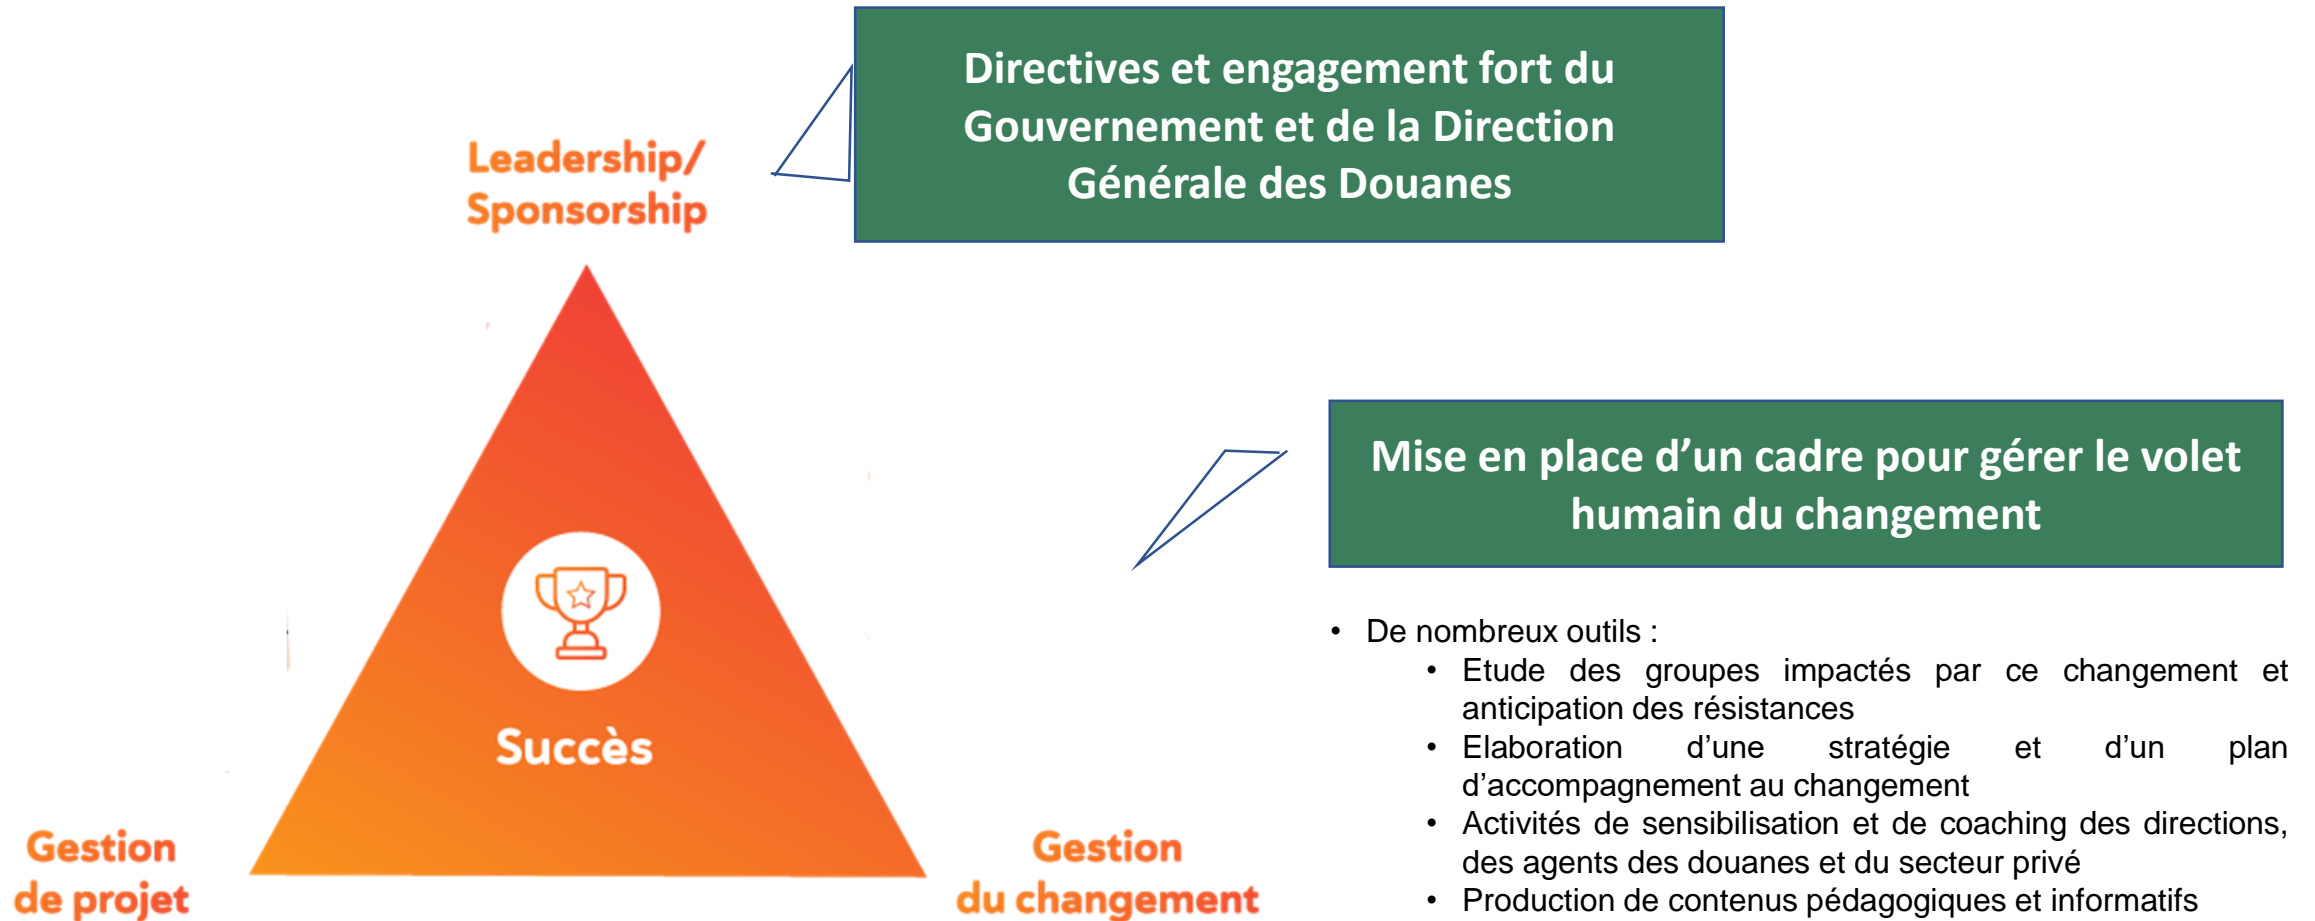 Directives et engagement fort du
Gouvernement et de la Direction
Générale des Douanes
Leadership/
Sponsorship
Mise en place d’un cadre pour gérer le volet
humain du changement
Succès
Gestion
de projet
Gestion
du changement
• De nombreux outils :
• Etude des groupes impactés par ce changement et
anticipation des résistances
• Elaboration d’une stratégie et d’un plan
d’accompagnement au changement
• Activités de sensibilisation et de coaching des directions,
des agents des douanes et du secteur privé
• Production de contenus pédagogiques et informatifs